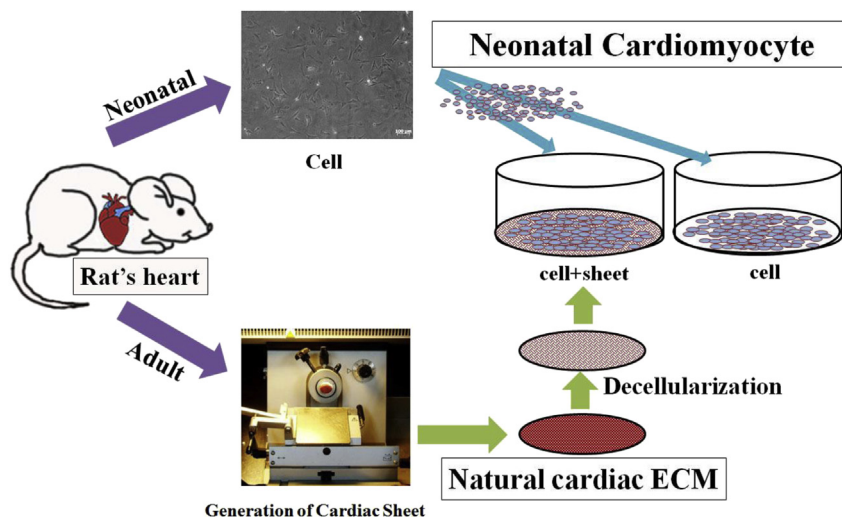 Neonatal Cardiomyocyte
Neonatal
Cell
cell+sheet
cell
Rat's heart
Adult
Decellularization
Natural cardiac ECM
Generation of Cardiac Sheet